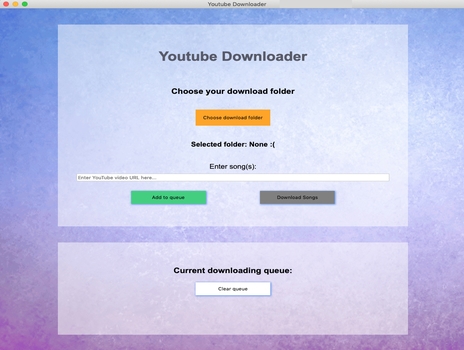 Youtube Downloader
Youtube Downloader
Choose your download folder
Choose download folder
Selected folder: None :(
Enter song(s):
Enter YouTube video URL here...
Add to queue
Download Songs
Current downloading queue:
Clear queue